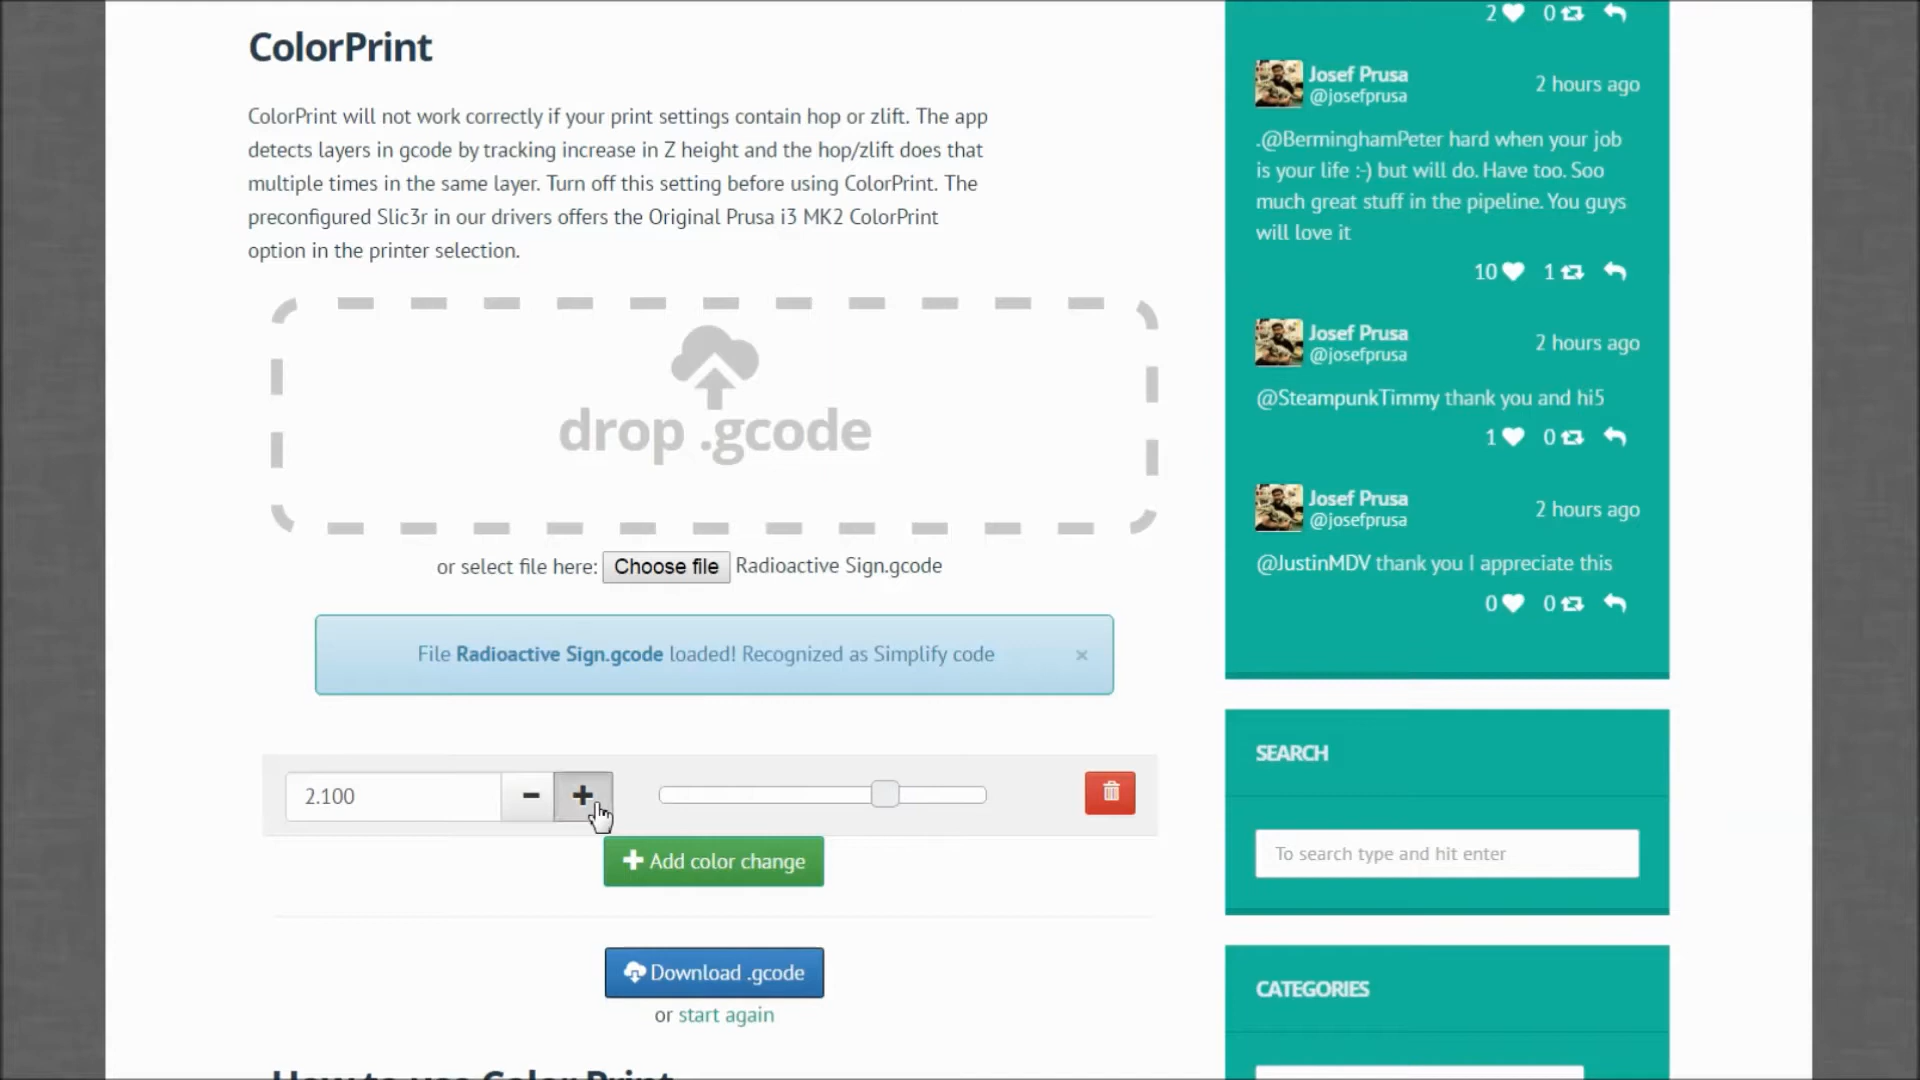 ColorPrint
ColorPrint will not work correctly if your print settings contain hop or zlift. The app
detects layers in gcode by tracking increase in Z height and the hop/zlift does that
multiple times in the same layer. Turn off this setting before using ColorPrint. The
preconfigured Slic3r in our drivers offers the Original Prusa i3 MK2 ColorPrint
option in the printer selection.
drop .gcode
or select file here: Choose file Radioactive Sign.gcode
File Radioactive Sign.gcode loaded! Recognized as Simplify code ×
2.100
Add color change
Download .gcode
or start again
How to use Color Print
2 0
Josef Prusa
@josefprusa
2 hours ago
.@BerminghamPeter hard when your job
is your life :-) but will do. Have too. Soo
much great stuff in the pipeline. You guys
will love it
10 1
Josef Prusa
@josefprusa
2 hours ago
@SteampunkTimmy thank you and hi5
1 0
Josef Prusa
@josefprusa
2 hours ago
@JustinMDV thank you I appreciate this
0 0
SEARCH
To search type and hit enter
CATEGORIES